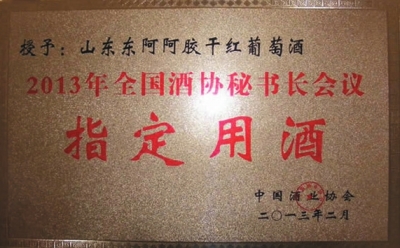 授予：山东东阿阿胶干红葡萄酒
2013年全国酒协秘书长会议
指定用酒
中国酒业协会
二〇一三年二月